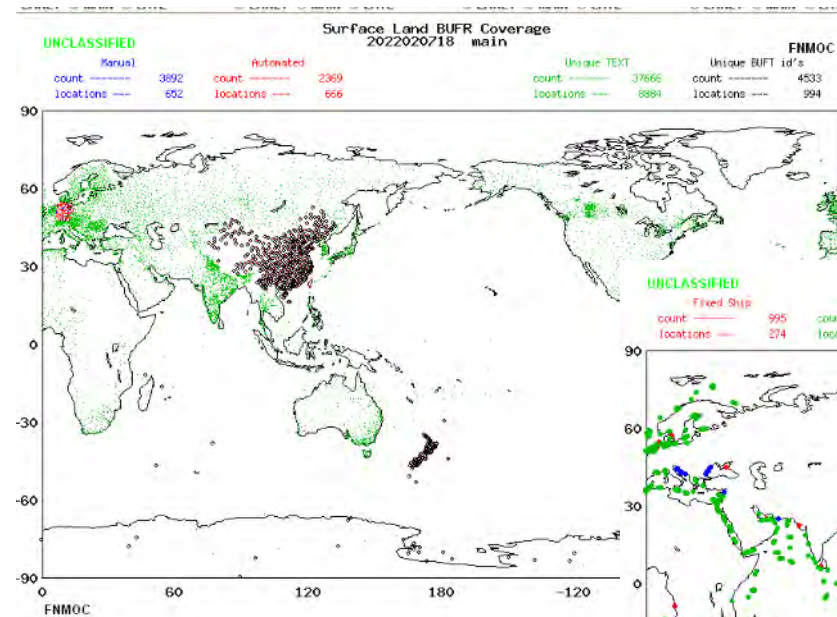 Surface Land BUFR Coverage
2022020718 main
UNCLASSIFIED
FNMOC
Manual
count ------- 3892
locations --- 652
Automated
count ------- 2369
locations --- 666
Unique TEXT
count ------- 37666
locations --- 8884
Unique BUFT id's
count ------- 4533
locations --- 994
90
60
30
0
-30
-60
-90
0
60
120
180
-120
FNMOC
UNCLASSIFIED
Fixed Ship
count ------- 995
locations --- 274
90
60
30
0